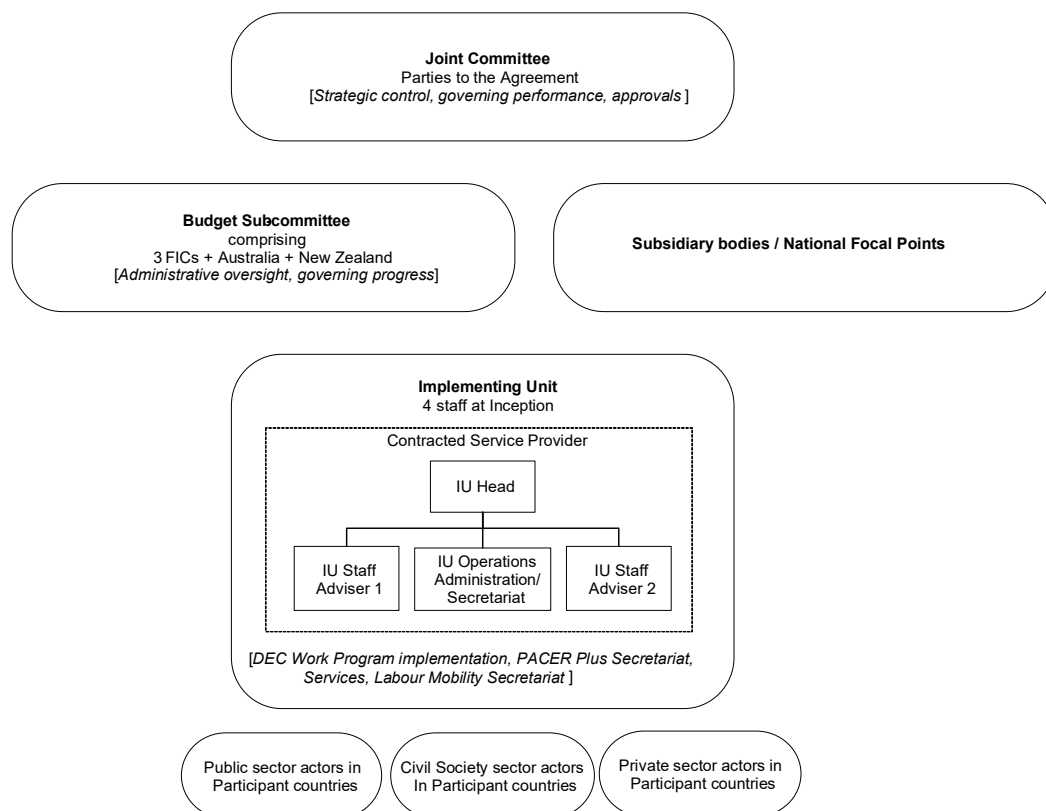 Joint Committee
Parties to the Agreement
[Strategic control, governing performance, approvals ]
Budget Subcommittee
comprising
3 FICs + Australia + New Zealand
[Administrative oversight, governing progress]
Subsidiary bodies / National Focal Points
Implementing Unit
4 staff at Inception
Contracted Service Provider
IU Head
IU Staff
Adviser 1
IU Operations
Administration/
Secretariat
IU Staff
Adviser 2
[DEC Work Program implementation, PACER Plus Secretariat,
Services, Labour Mobility Secretariat ]
Public sector actors in
Participant countries
Civil Society sector actors
In Participant countries
Private sector actors in
Participant countries